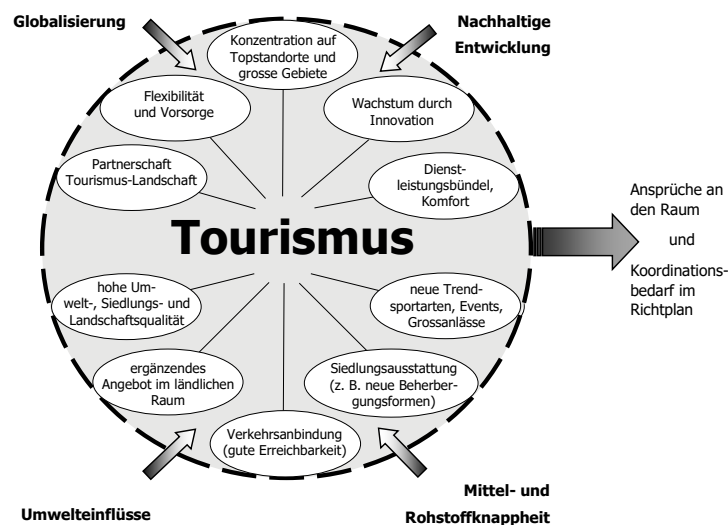 Globalisierung
Nachhaltige
Entwicklung
Konzentration auf
Topstandorte und
grosse Gebiete
Flexibilität
und Vorsorge
Wachstum durch
Innovation
Partnerschaft
Tourismus-Landschaft
Dienst-
leistungsbündel,
Komfort
Ansprüche an
den Raum
und
Koordinations-
bedarf im
Richtplan
Tourismus
hohe Um-
welt-, Siedlungs- und
Landschaftsqualität
neue Trend-
sportarten, Events,
Grossanlässe
ergänzendes
Angebot im ländlichen
Raum
Siedlungsausstattung
(z. B. neue Beherber-
gungsformen)
Verkehrsanbindung
(gute Erreichbarkeit)
Umwelteinflüsse
Mittel- und
Rohstoffknappheit